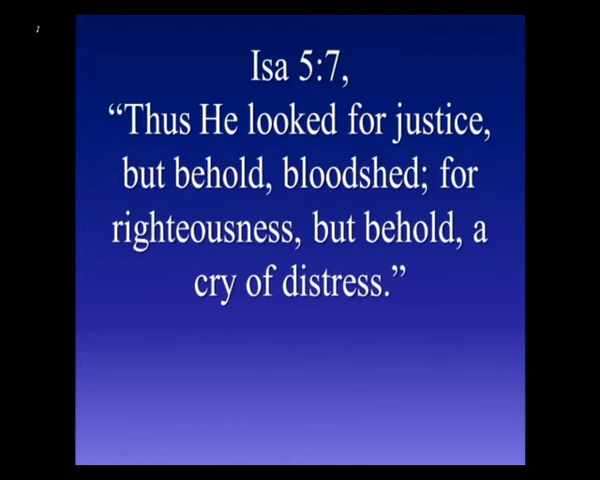 Isa 5:7,
“Thus He looked for justice,
but behold, bloodshed; for
righteousness, but behold, a
cry of distress.”